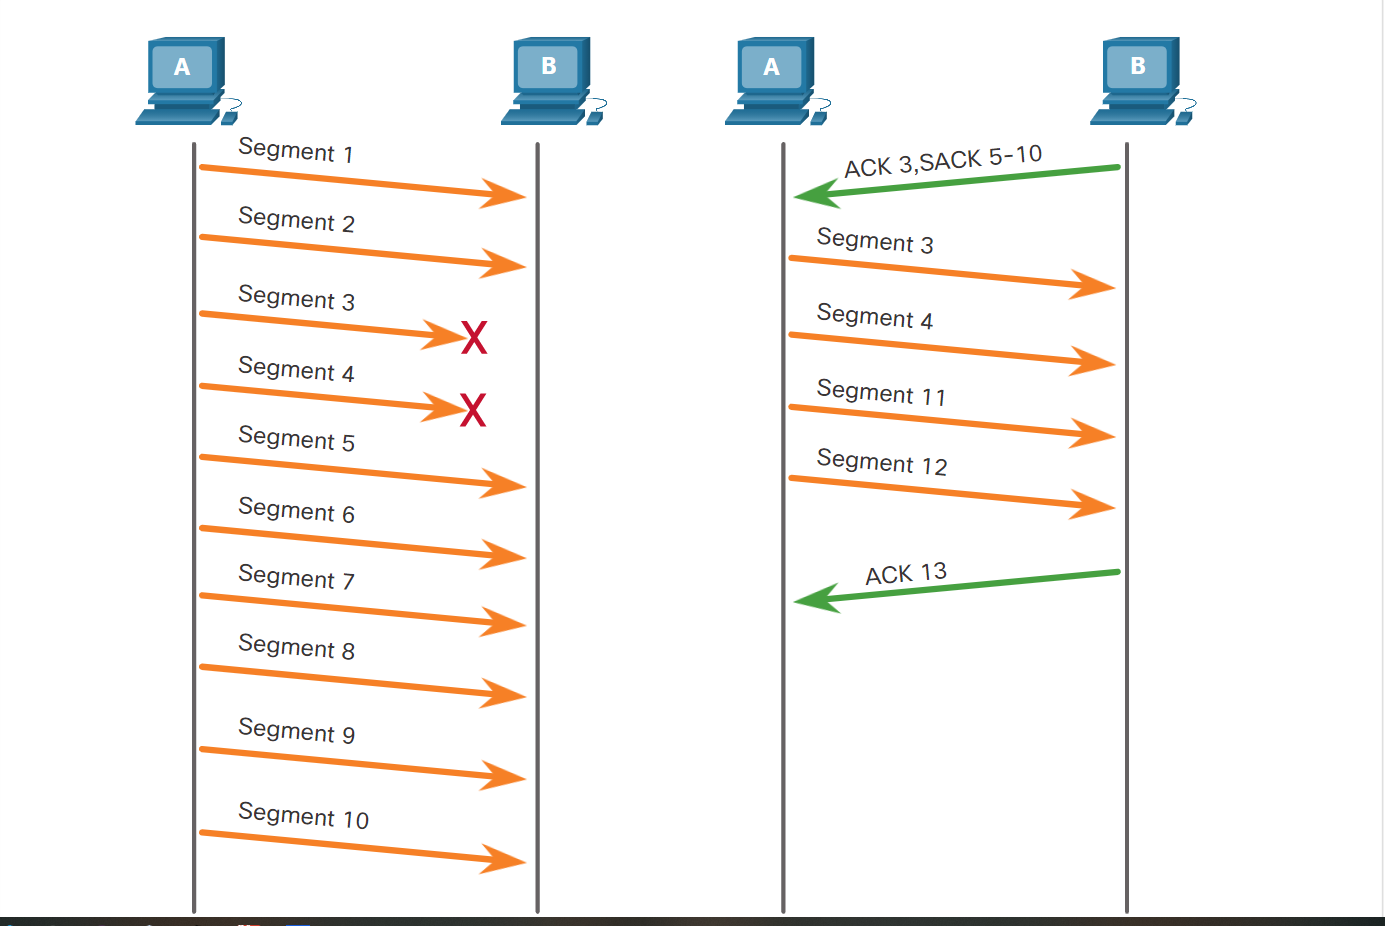 A
B
Segment 1
Segment 2
Segment 3
X
Segment 4
X
Segment 5
Segment 6
Segment 7
Segment 8
Segment 9
Segment 10
A
B
ACK 3,SACK 5-10
Segment 3
Segment 4
Segment 11
Segment 12
ACK 13